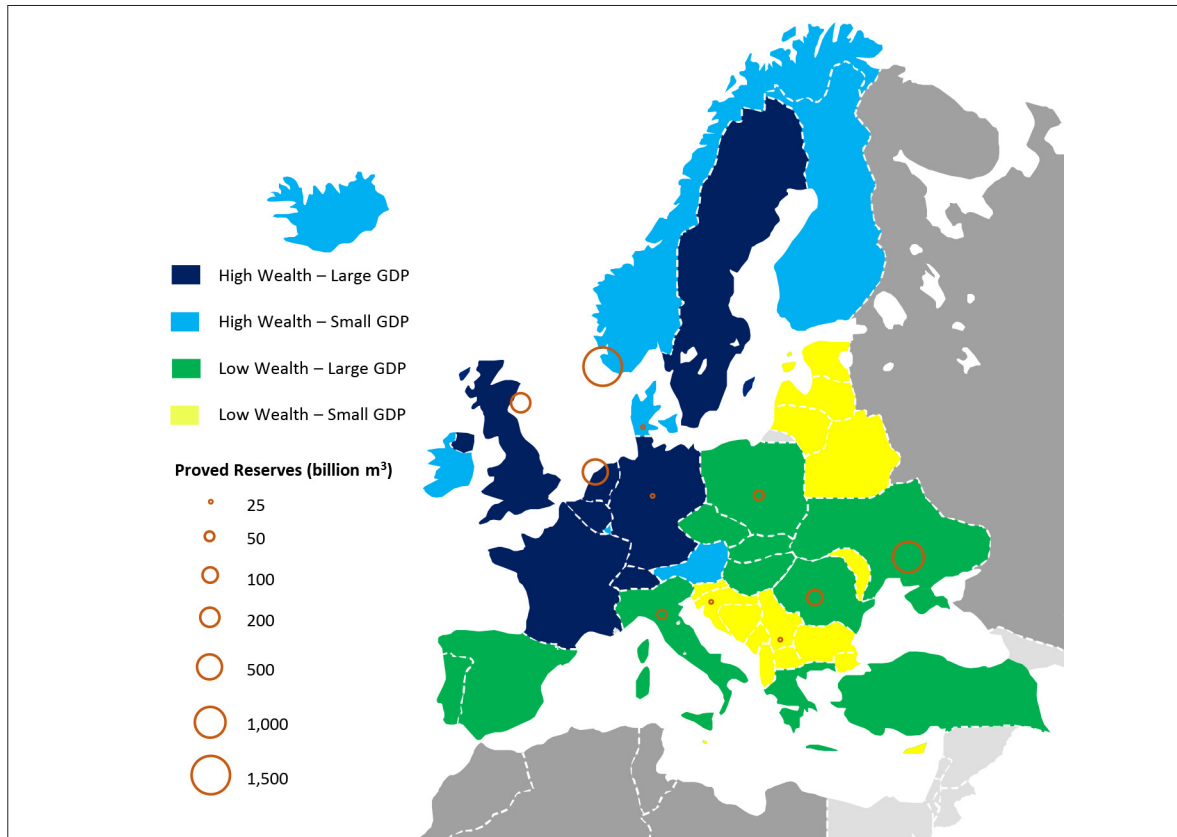 High Wealth – Large GDP
High Wealth – Small GDP
Low Wealth – Large GDP
Low Wealth – Small GDP
Proved Reserves (billion m³)
25
50
100
200
500
1,000
1,500